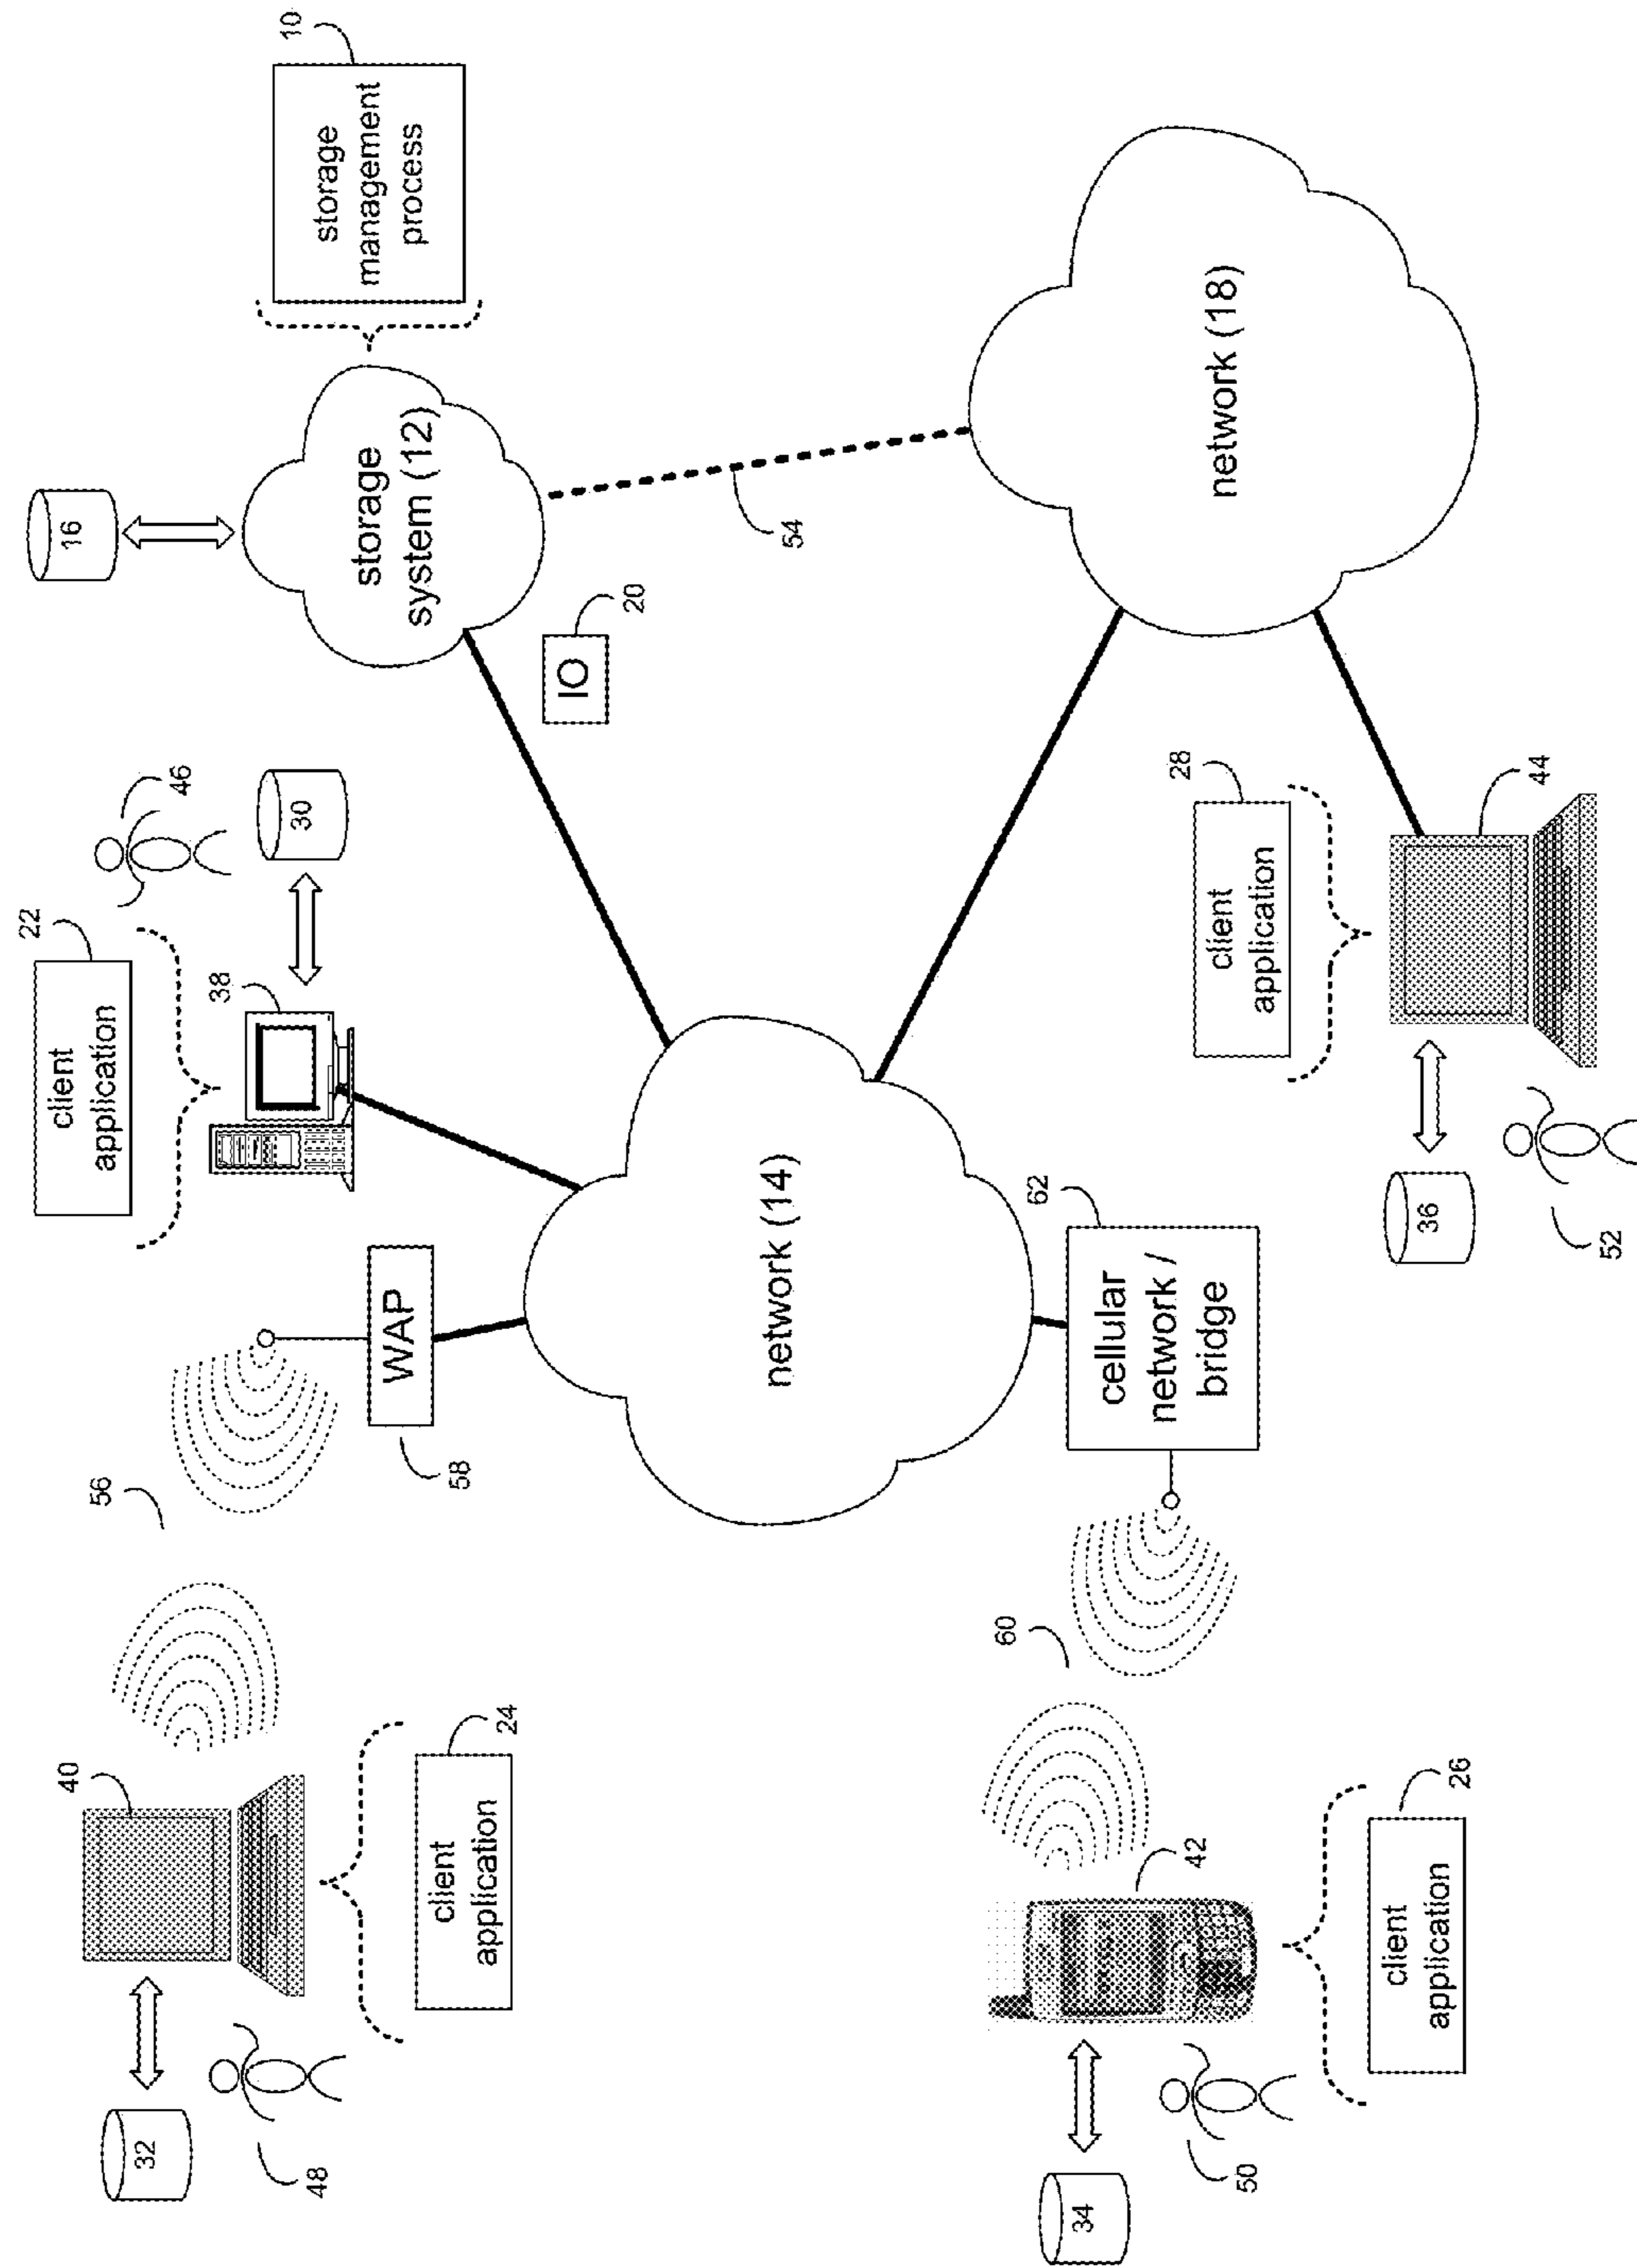 22
client
application
16
40
56
32
46
38
10
30
48
storage
management
process
storage
system (12)
WAP
client
application
58
24
IO
20
network (14)
54
60
62
34
cellular
network /
bridge
28
42
network (18)
client
application
50
client
application
36
26
44
52